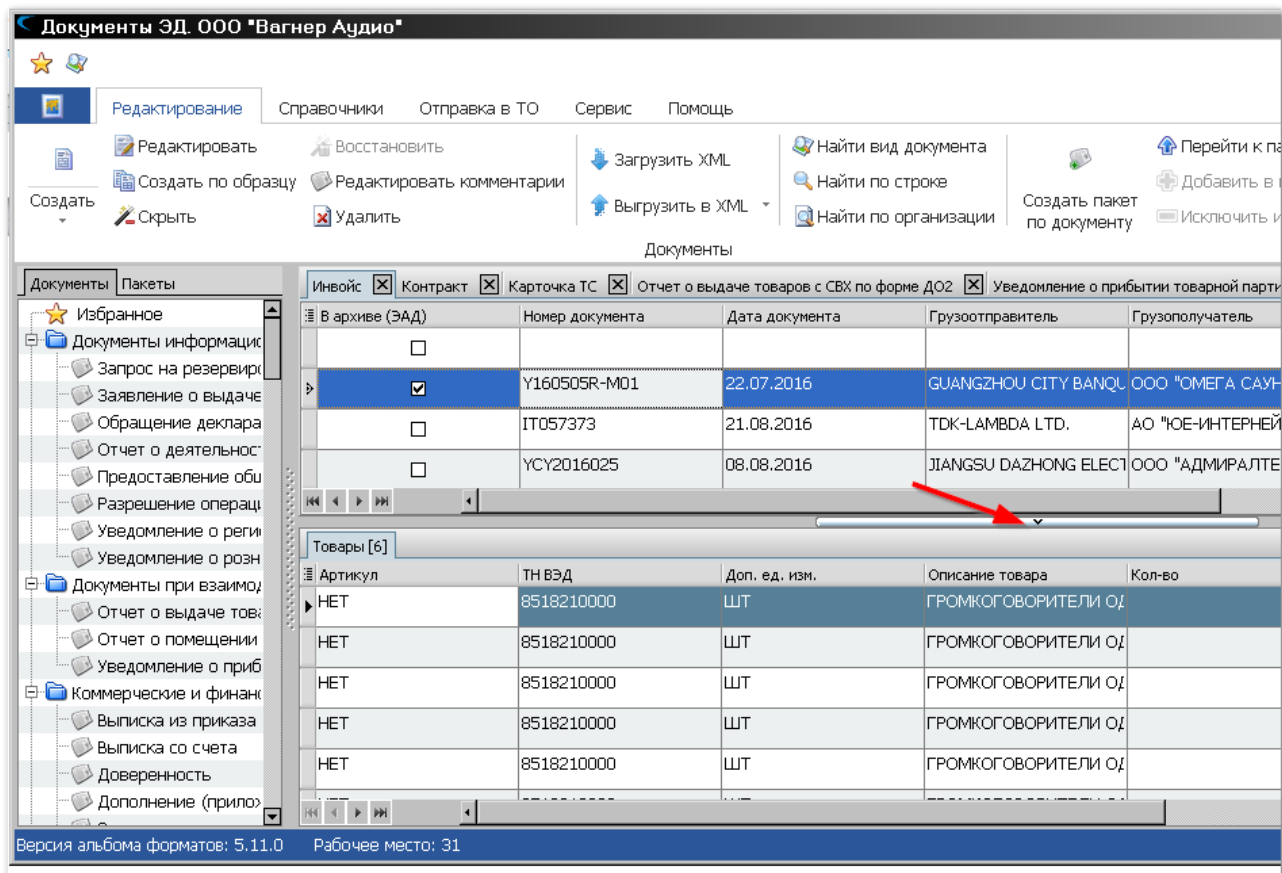 Документы ЭД. ООО "Вагнер Аудио"
Редактирование Справочники Отправка в ТО Сервис Помощь
Редактировать Восстановить Загрузить XML Найти вид документа Перейти к па
Создать по образцу Редактировать комментарии Найти по строке Добавить в
Создать Скрыть Удалить Выгрузить в XML Найти по организации Создать пакет по документу Исключить и
Документы
Документы Пакеты
Инвойс Контракт Карточка ТС Отчет о выдаче товаров с СВХ по форме ДО2 Уведомление о прибытии товарной парти
Избранное
Документы информацис
Запрос на резервиро
Заявление о выдаче
Обращение деклара
Отчет о деятельност
Предоставление общ
Разрешение операци
Уведомление о реги
Уведомление о розн
Документы при взаимод
Отчет о выдаче това
Отчет о помещении
Уведомление о приб
Коммерческие и финанс
Выписка из приказа
Выписка со счета
Доверенность
Дополнение (прилож
В архиве (ЭАД) Номер документа Дата документа Грузоотправитель Грузополучатель
Y160505R-M01 22.07.2016 GUANGZHOU CITY BANQU ООО "ОМЕГА САУН
IT057373 21.08.2016 TDK-LAMBDA LTD. АО "ЮЕ-ИНТЕРНЕЙ
YCY2016025 08.08.2016 JIANGSU DAZHONG ELECT ООО "АДМИРАЛТЕ
Товары [6]
Артикул ТН ВЭД Доп. ед. изм. Описание товара Кол-во
НЕТ 8518210000 ШТ ГРОМКОГОВОРИТЕЛИ ОД
НЕТ 8518210000 ШТ ГРОМКОГОВОРИТЕЛИ ОД
НЕТ 8518210000 ШТ ГРОМКОГОВОРИТЕЛИ ОД
НЕТ 8518210000 ШТ ГРОМКОГОВОРИТЕЛИ ОД
НЕТ 8518210000 ШТ ГРОМКОГОВОРИТЕЛИ ОД
Версия альбома форматов: 5.11.0 Рабочее место: 31